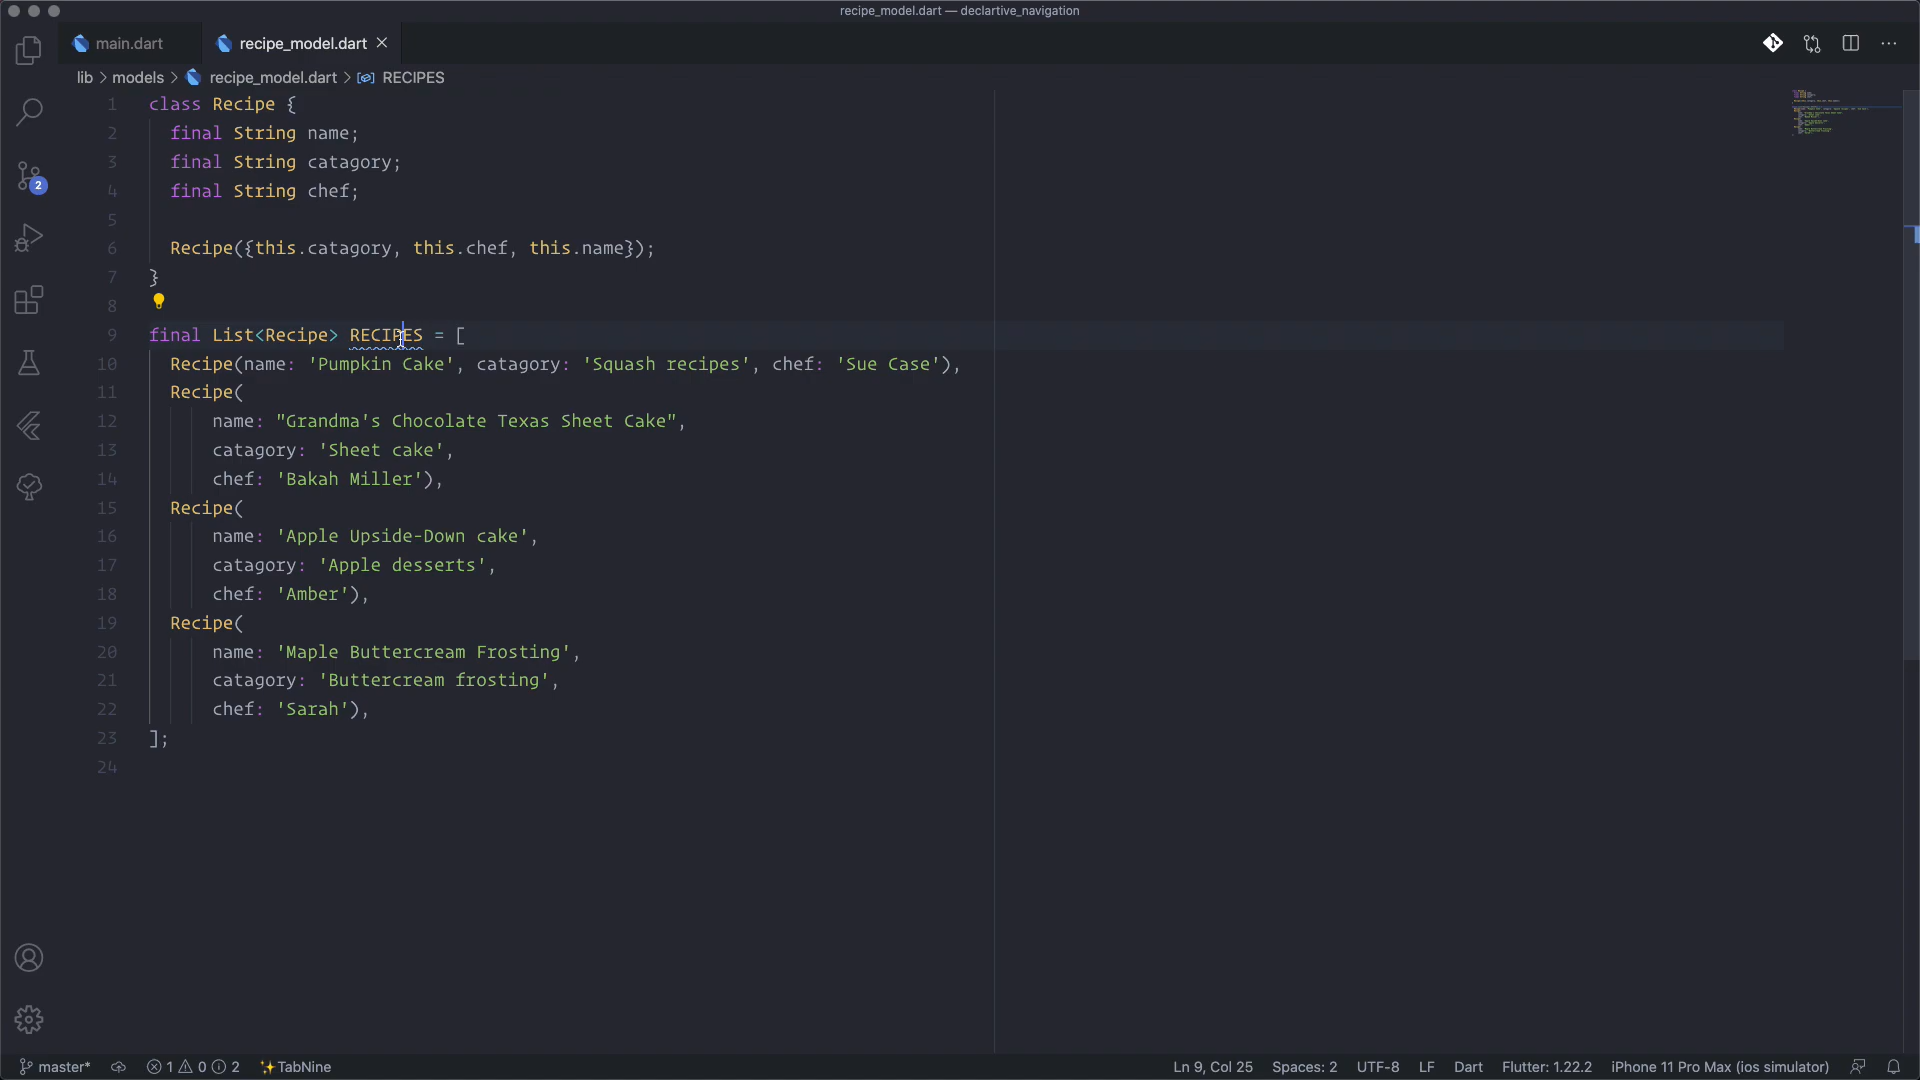 recipe_model.dart — declartive_navigation
main.dart
recipe_model.dart
lib > models > recipe_model.dart > RECIPES
1 class Recipe {
2 final String name;
3 final String catagory;
4 final String chef;
5
6 Recipe({this.catagory, this.chef, this.name});
7 }
8
9 final List<Recipe> RECIPES = [
10 Recipe(name: 'Pumpkin Cake', catagory: 'Squash recipes', chef: 'Sue Case'),
11 Recipe(
12 name: "Grandma's Chocolate Texas Sheet Cake",
13 catagory: 'Sheet cake',
14 chef: 'Bakah Miller'),
15 Recipe(
16 name: 'Apple Upside-Down cake',
17 catagory: 'Apple desserts',
18 chef: 'Amber'),
19 Recipe(
20 name: 'Maple Buttercream Frosting',
21 catagory: 'Buttercream frosting',
22 chef: 'Sarah'),
23 ];
24
2
master* 1 0 2 TabNine Ln 9, Col 25 Spaces: 2 UTF-8 LF Dart Flutter: 1.22.2 iPhone 11 Pro Max (ios simulator)